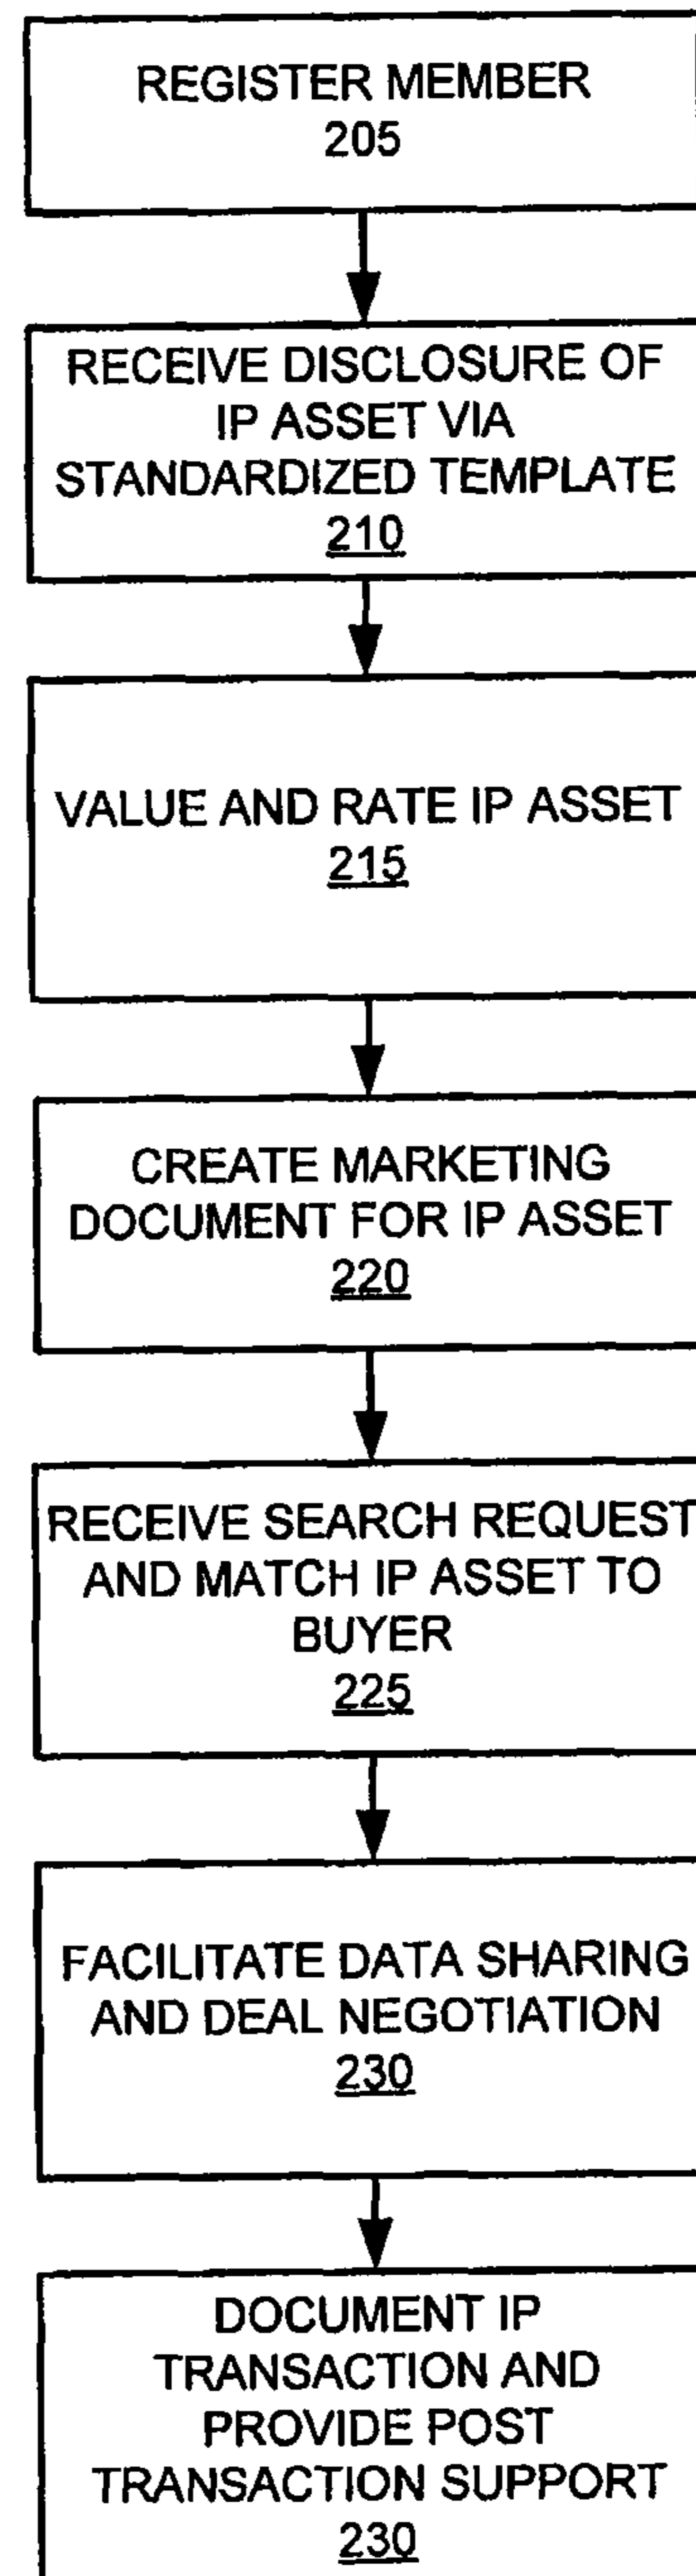 REGISTER MEMBER
205
RECEIVE DISCLOSURE OF
IP ASSET VIA
STANDARDIZED TEMPLATE
210
VALUE AND RATE IP ASSET
215
CREATE MARKETING
DOCUMENT FOR IP ASSET
220
RECEIVE SEARCH REQUEST
AND MATCH IP ASSET TO
BUYER
225
FACILITATE DATA SHARING
AND DEAL NEGOTIATION
230
DOCUMENT IP
TRANSACTION AND
PROVIDE POST
TRANSACTION SUPPORT
230